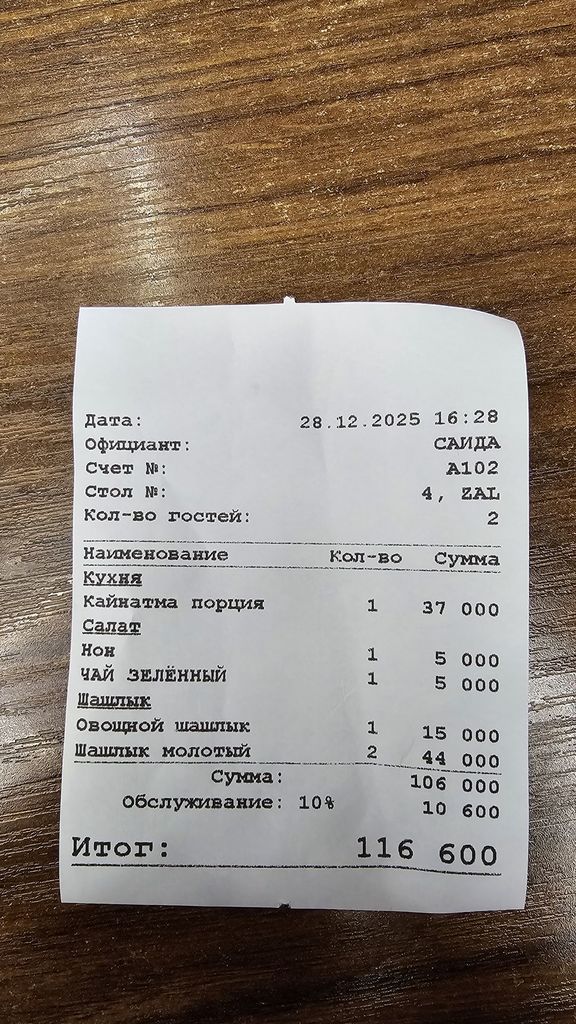 Дата: 28.12.2025 16:28
Официант: САИДА
Счет №: A102
Стол №: 4, ZAL
Кол-во гостей: 2
Наименование Кол-во Сумма
Кухня
Кайнатма порция 1 37 000
Салат
Нон 1 5 000
ЧАЙ ЗЕЛЁННЫЙ 1 5 000
Шашлык
Овощной шашлык 1 15 000
Шашлык молотый 2 44 000
Сумма: 106 000
Обслуживание: 10% 10 600
Итог: 116 600